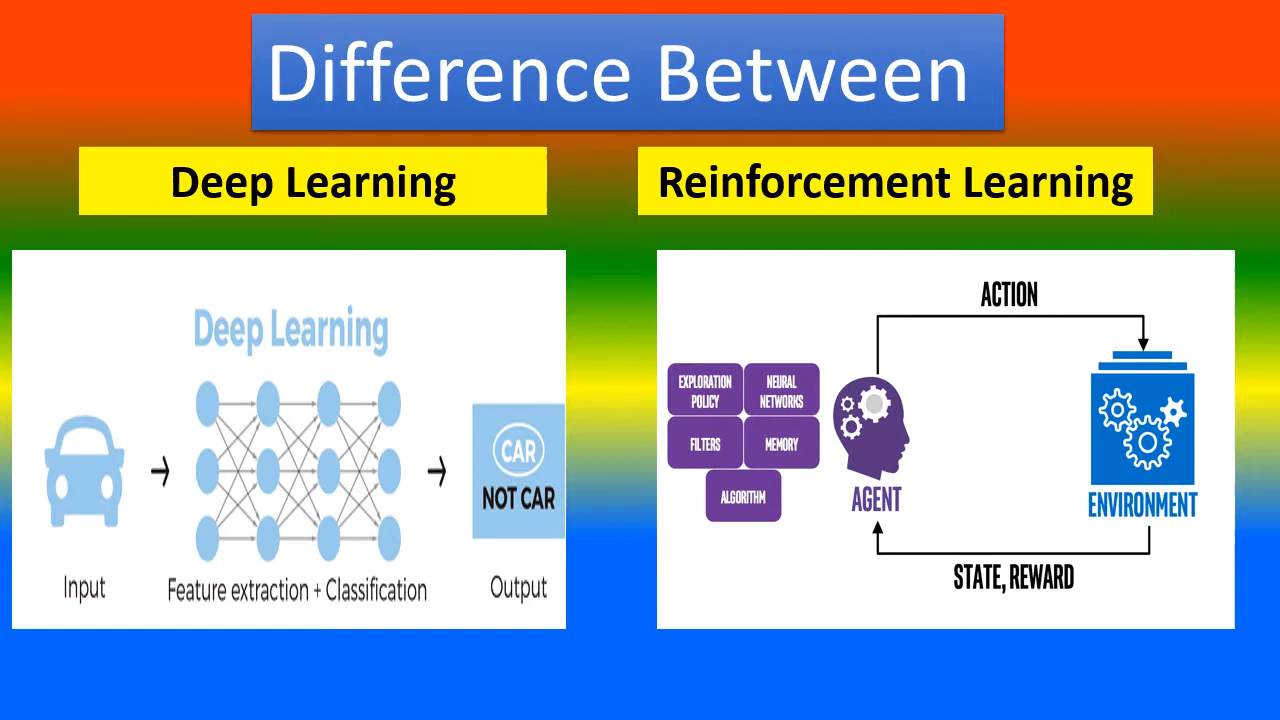 Difference Between
Deep Learning
Reinforcement Learning
Deep Learning
CAR
NOT CAR
Input
Feature extraction + Classification
Output
ACTION
EXPLORATION
POLICY
NEURAL
NETWORKS
FILTERS
MEMORY
ALGORITHM
AGENT
ENVIRONMENT
STATE, REWARD